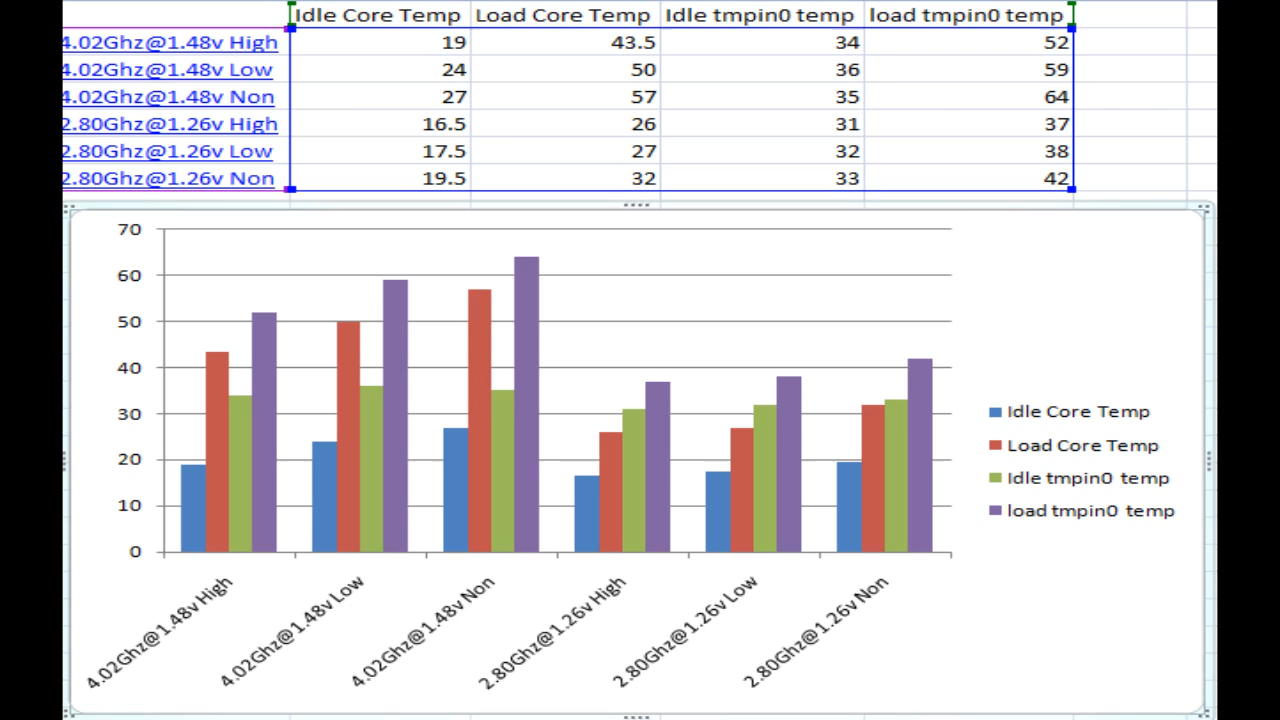 Idle Core Temp Load Core Temp Idle tmpin0 temp load tmpin0 temp
4.02Ghz@1.48v High 19 43.5 34 52
4.02Ghz@1.48v Low 24 50 36 59
4.02Ghz@1.48v Non 27 57 35 64
2.80Ghz@1.26v High 16.5 26 31 37
2.80Ghz@1.26v Low 17.5 27 32 38
2.80Ghz@1.26v Non 19.5 32 33 42
70
60
50
40
30
20
10
0
Idle Core Temp
Load Core Temp
Idle tmpin0 temp
load tmpin0 temp
4.02Ghz@1.48v High
4.02Ghz@1.48v Low
4.02Ghz@1.48v Non
2.80Ghz@1.26v High
2.80Ghz@1.26v Low
2.80Ghz@1.26v Non